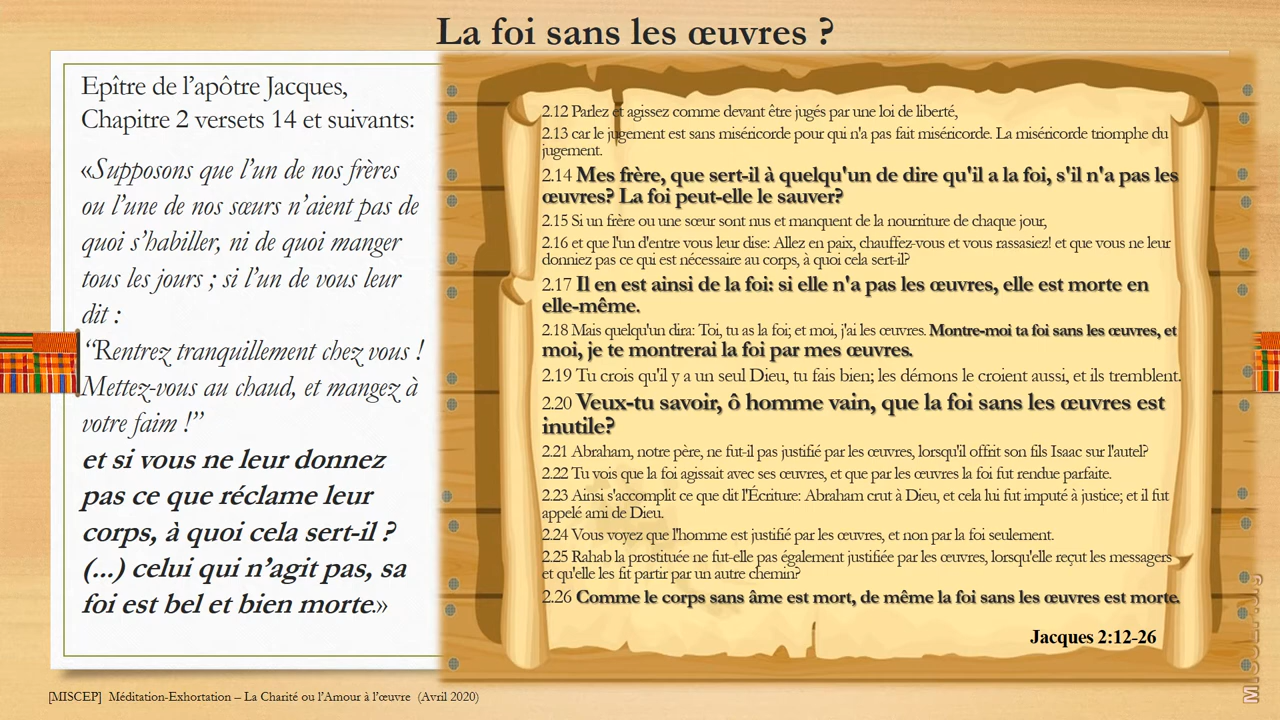 La foi sans les œuvres ?
Epître de l’apôtre Jacques,
Chapitre 2 versets 14 et suivants:
«Supposons que l’un de nos frères
ou l’une de nos sœurs n’aient pas de
quoi s’habiller, ni de quoi manger
tous les jours ; si l’un de vous leur
dit :
“Rentrez tranquillement chez vous !
Mettez-vous au chaud, et mangez à
votre faim !”
et si vous ne leur donnez
pas ce que réclame leur
corps, à quoi cela sert-il ?
(...) celui qui n’agit pas, sa
foi est bel et bien morte.»
2.12 Parlez et agissez comme devant être jugés par une loi de liberté,
2.13 car le jugement est sans miséricorde pour qui n'a pas fait miséricorde. La miséricorde triomphe du
jugement.
2.14 Mes frère, que sert-il à quelqu'un de dire qu'il a la foi, s'il n'a pas les
œuvres? La foi peut-elle le sauver?
2.15 Si un frère ou une sœur sont nus et manquent de la nourriture de chaque jour,
2.16 et que l'un d'entre vous leur dise: Allez en paix, chauffez-vous et vous rassasiez! et que vous ne leur
donniez pas ce qui est nécessaire au corps, à quoi cela sert-il?
2.17 Il en est ainsi de la foi: si elle n'a pas les œuvres, elle est morte en
elle-même.
2.18 Mais quelqu'un dira: Toi, tu as la foi; et moi, j'ai les œuvres. Montre-moi ta foi sans les œuvres, et
moi, je te montrerai la foi par mes œuvres.
2.19 Tu crois qu'il y a un seul Dieu, tu fais bien; les démons le croient aussi, et ils tremblent.
2.20 Veux-tu savoir, ô homme vain, que la foi sans les œuvres est
inutile?
2.21 Abraham, notre père, ne fut-il pas justifié par les œuvres, lorsqu'il offrit son fils Isaac sur l'autel?
2.22 Tu vois que la foi agissait avec ses œuvres, et que par les œuvres la foi fut rendue parfaite.
2.23 Ainsi s'accomplit ce que dit l'Écriture: Abraham crut à Dieu, et cela lui fut imputé à justice; et il fut
appelé ami de Dieu.
2.24 Vous voyez que l'homme est justifié par les œuvres, et non par la foi seulement.
2.25 Rahab la prostituée ne fut-elle pas également justifiée par les œuvres, lorsqu'elle reçut les messagers
et qu'elle les fit partir par un autre chemin?
2.26 Comme le corps sans âme est mort, de même la foi sans les œuvres est morte.
Jacques 2:12-26
[MISCEP] Méditation-Exhortation – La Charité ou l’Amour à l’œuvre (Avril 2020)